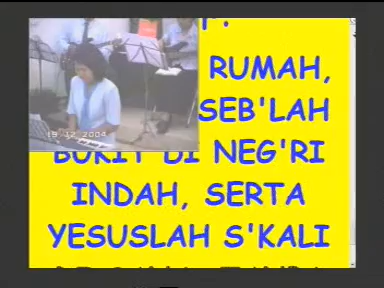 RUMAH,
SEB'LAH
BUKIT DI NEG'RI
INDAH, SERTA
YESUSLAH S'KALI
19.12.2004